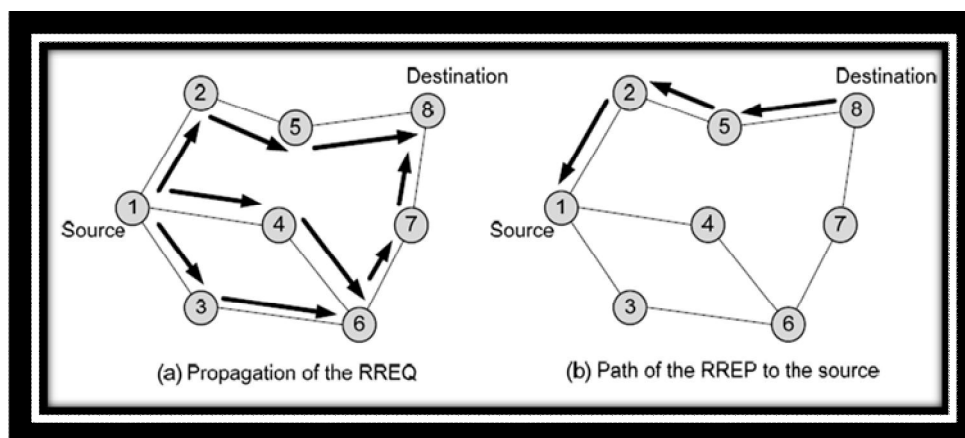 Destination
2
5
8
1
Source
4
7
3
6
(a) Propagation of the RREQ
Destination
2
5
8
1
Source
4
7
3
6
(b) Path of the RREP to the source